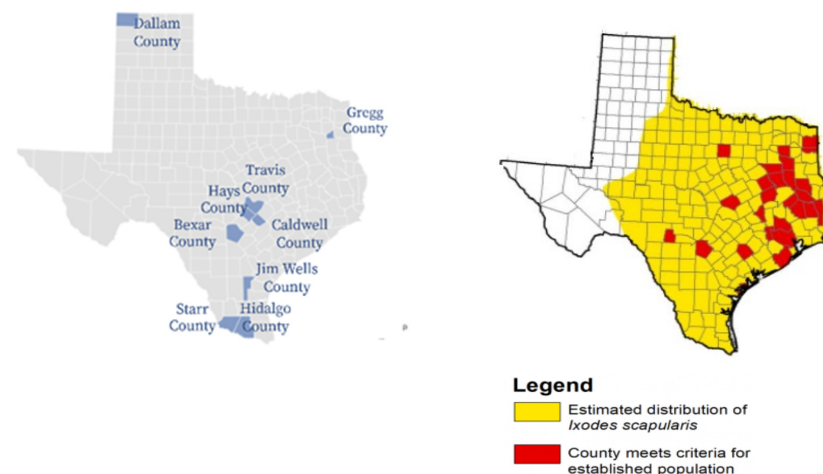 Dallam
County
Gregg
County
Travis
County
Hays
County
Bexar
County
Caldwell
County
Jim Wells
County
Starr
County
Hidalgo
County
Legend
Estimated distribution of
Ixodes scapularis
County meets criteria for
established population